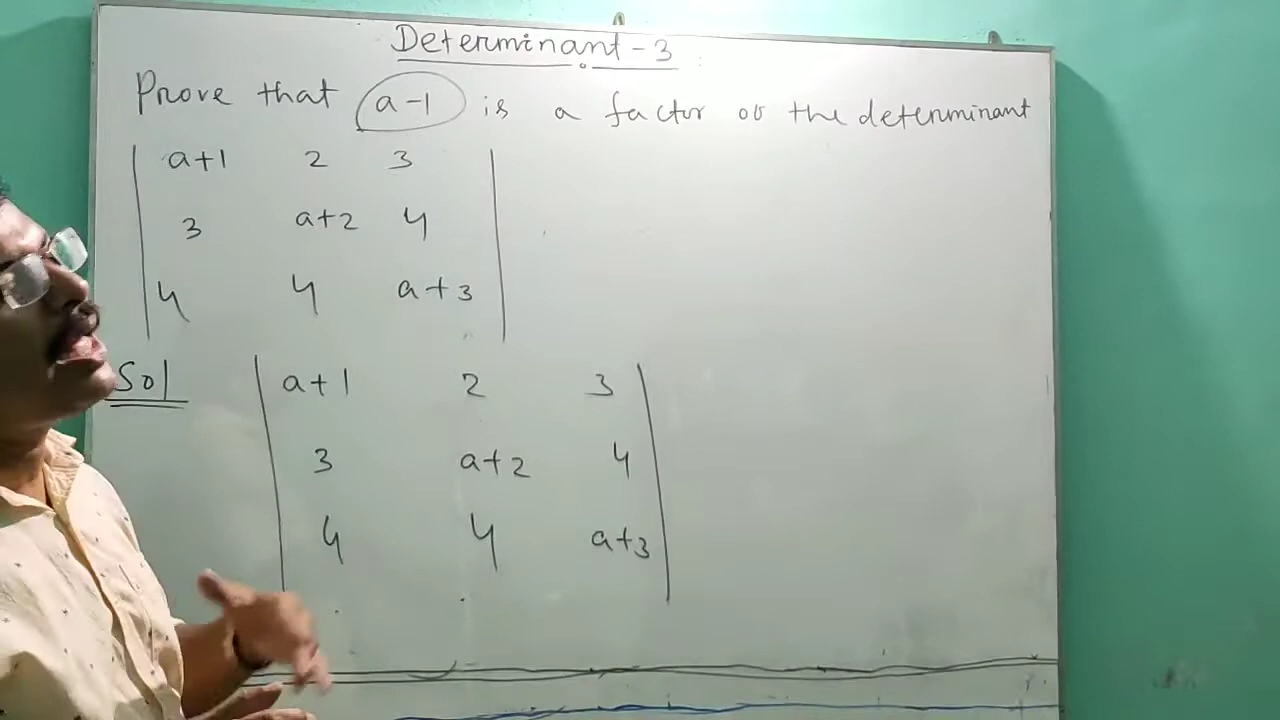 Determinant - 3
Prove that a-1 is a factor of the determinant
a+1 2 3
3 a+2 4
4 4 a+3
Sol
a+1 2 3
3 a+2 4
4 4 a+3